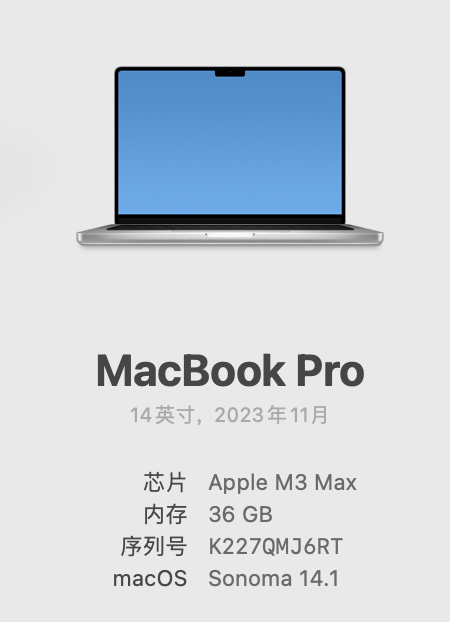 MacBook Pro
14英寸，2023年11月
芯片 Apple M3 Max
内存 36 GB
序列号 K227QMJ6RT
macOS Sonoma 14.1